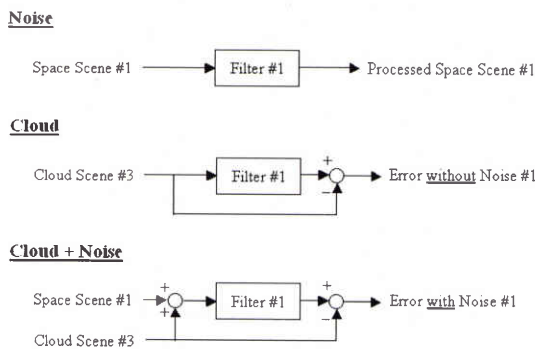 Noise
Space Scene #1 Filter #1 Processed Space Scene #1
Cloud
+
Cloud Scene #3 Filter #1 Error without Noise #1
−
Cloud + Noise
+ +
Space Scene #1 Filter #1 Error with Noise #1
+ −
Cloud Scene #3